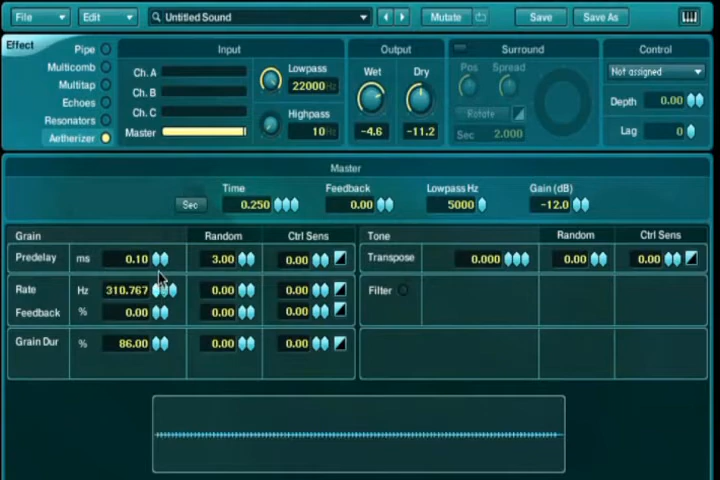 File Edit Untitled Sound Mutate Save Save As
Effect
Pipe
Multicomb
Multitap
Echoes
Resonators
Aetherizer
Input
Ch. A
Ch. B
Ch. C
Master
Lowpass
22000 Hz
Highpass
10 Hz
Output
Wet Dry
-4.6 -11.2
Surround
Pos Spread
Rotate
Sec 2.000
Control
Not assigned
Depth 0.00
Lag 0
Master
Time Feedback Lowpass Hz Gain (dB)
Sec 0.250 0.00 5000 -12.0
Grain Random Ctrl Sens
Predelay ms 0.10 3.00 0.00
Rate Hz 310.767 0.00 0.00
Feedback % 0.00 0.00 0.00
Grain Dur % 86.00 0.00 0.00
Tone Random Ctrl Sens
Transpose 0.000 0.00 0.00
Filter